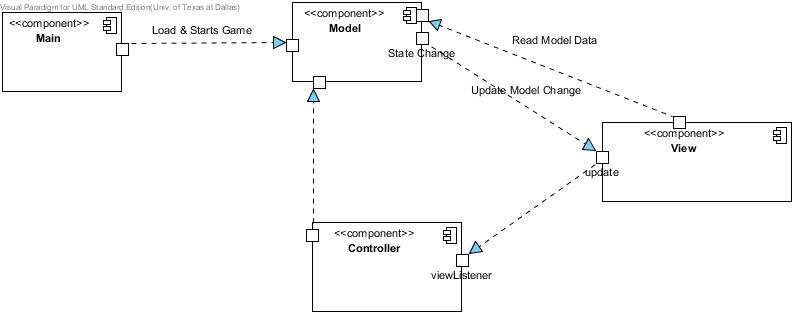 Visual Paradigm for UML Standard Edition(Univ. of Texas at Dallas)
<<component>>
Main
Load & Starts Game
<<component>>
Model
State Change
Read Model Data
Update Model Change
<<component>>
View
update
<<component>>
Controller
viewListener